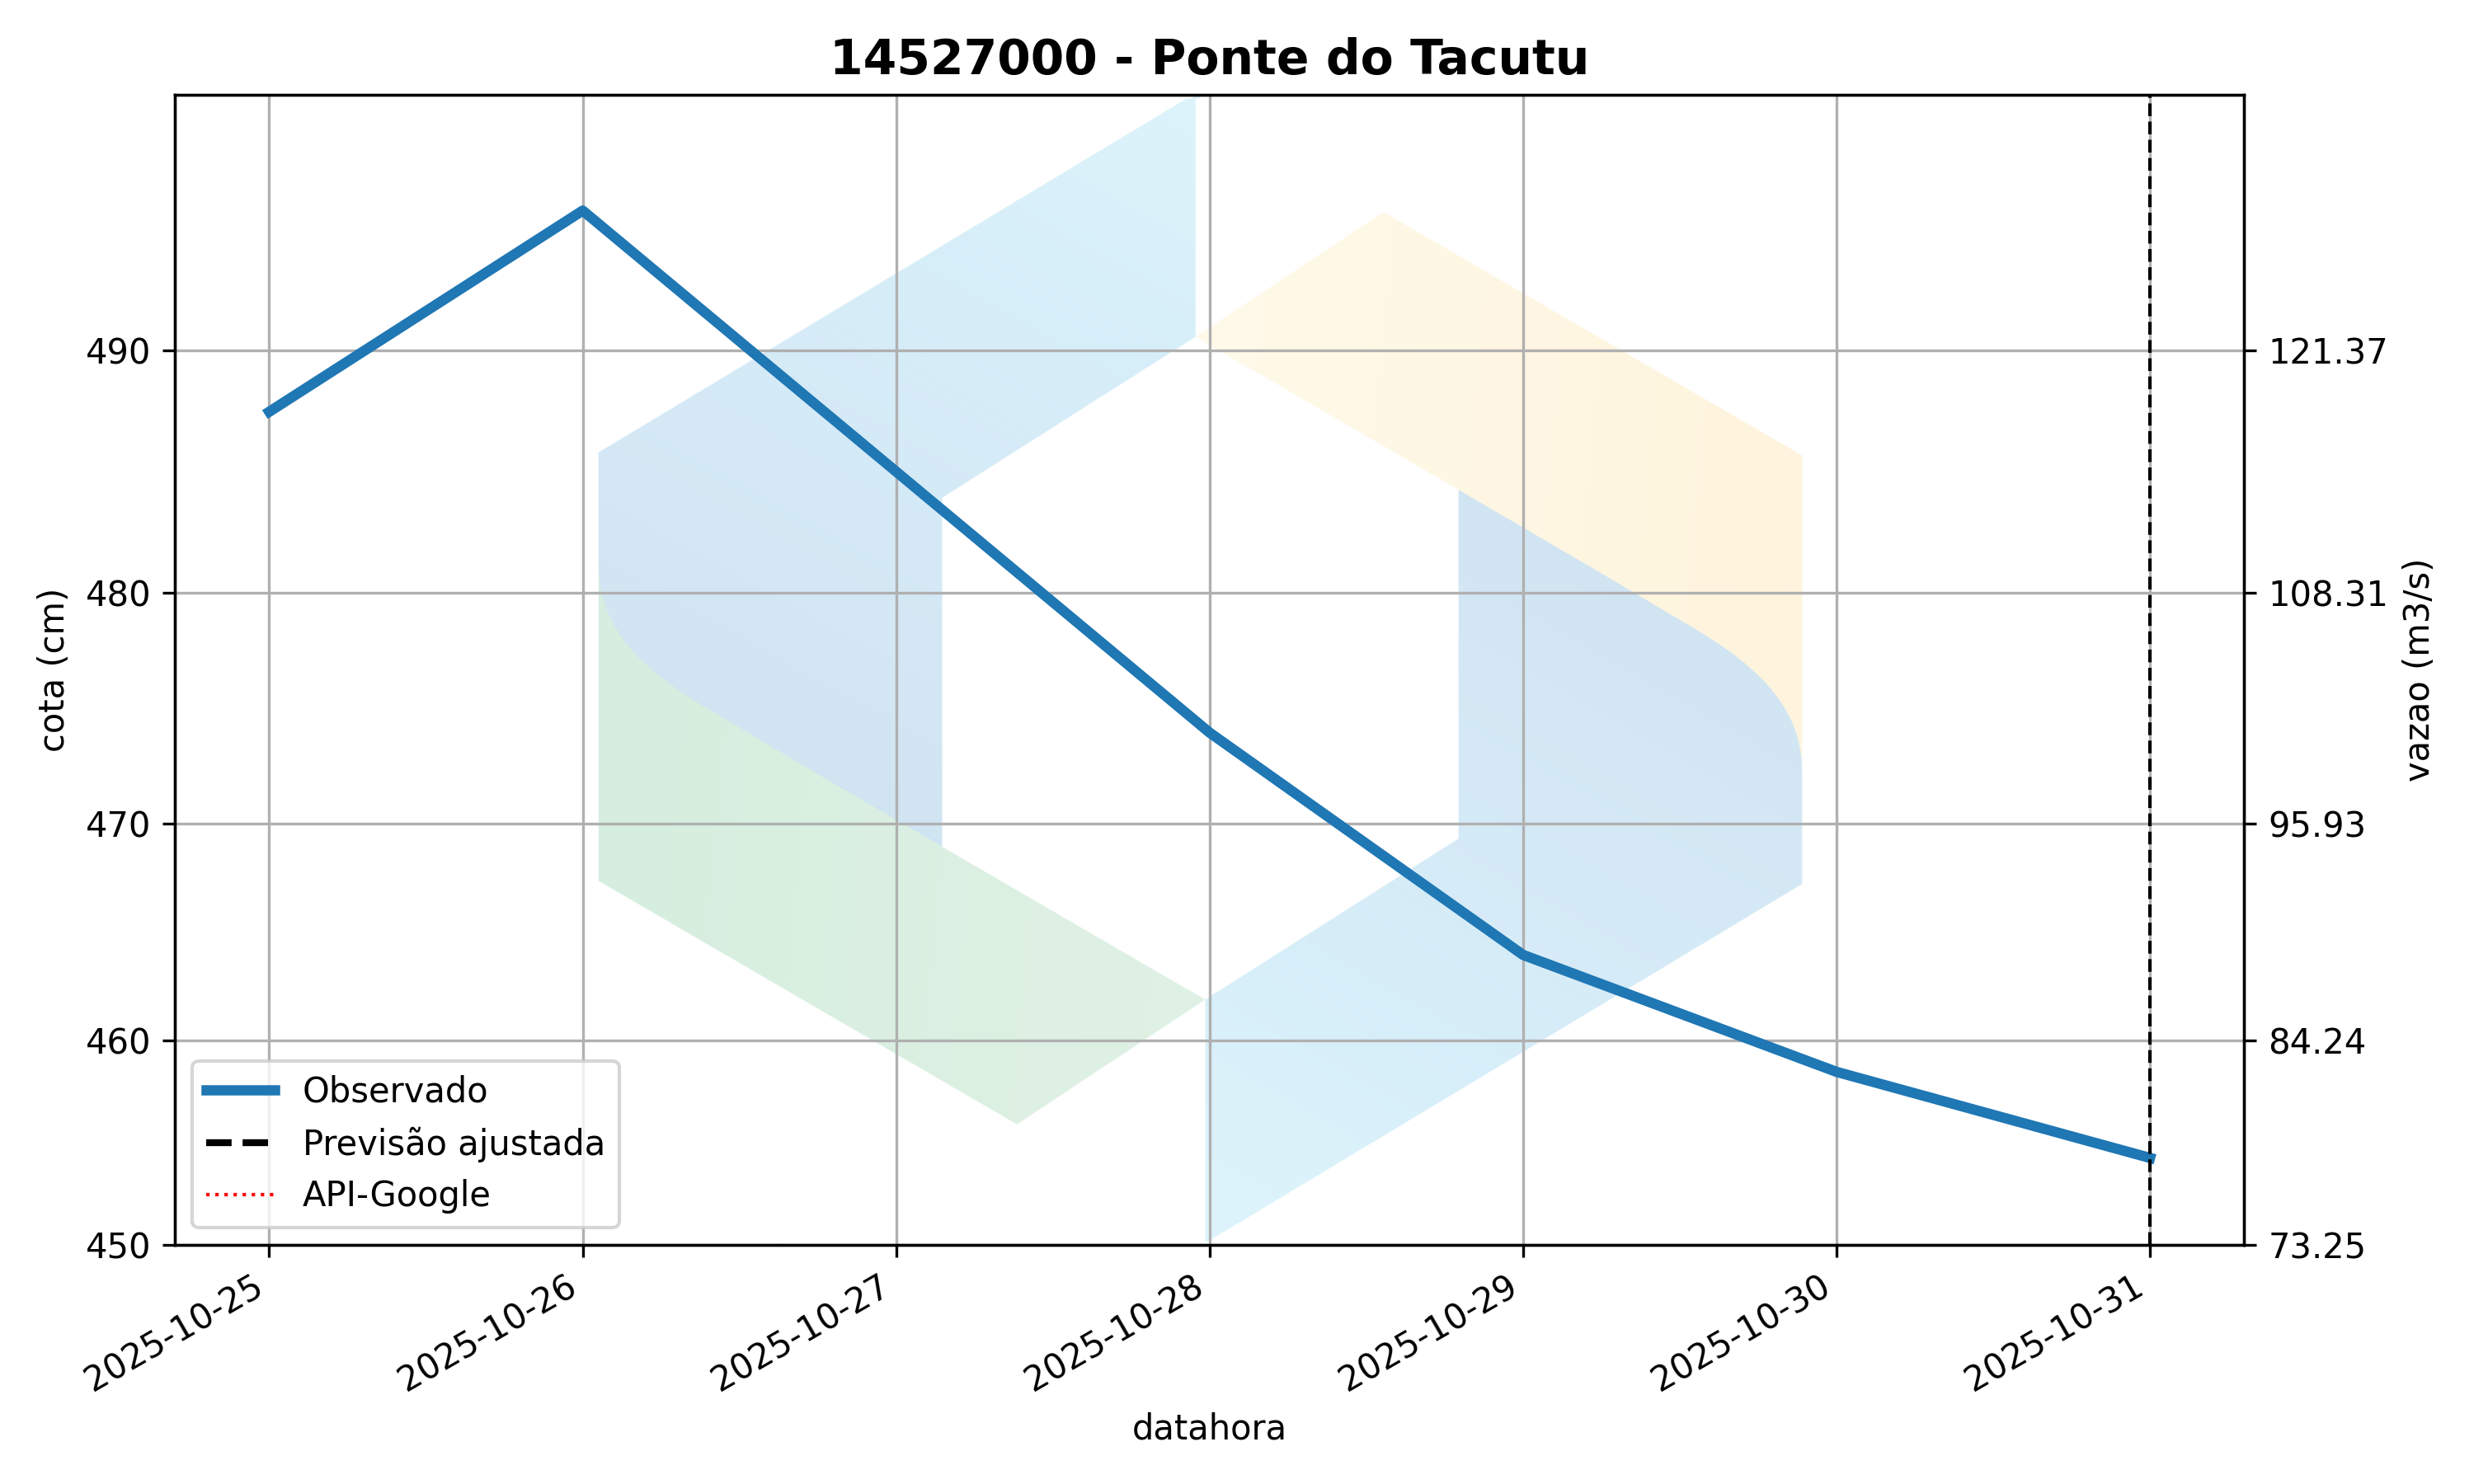 14527000 - Ponte do Tacutu
cota (cm)
490
480
470
460
450
121.37
108.31
95.93
84.24
73.25
vazao (m3/s)
Observado
Previsão ajustada
API-Google
2025-10-25
2025-10-26
2025-10-27
2025-10-28
2025-10-29
2025-10-30
2025-10-31
datahora